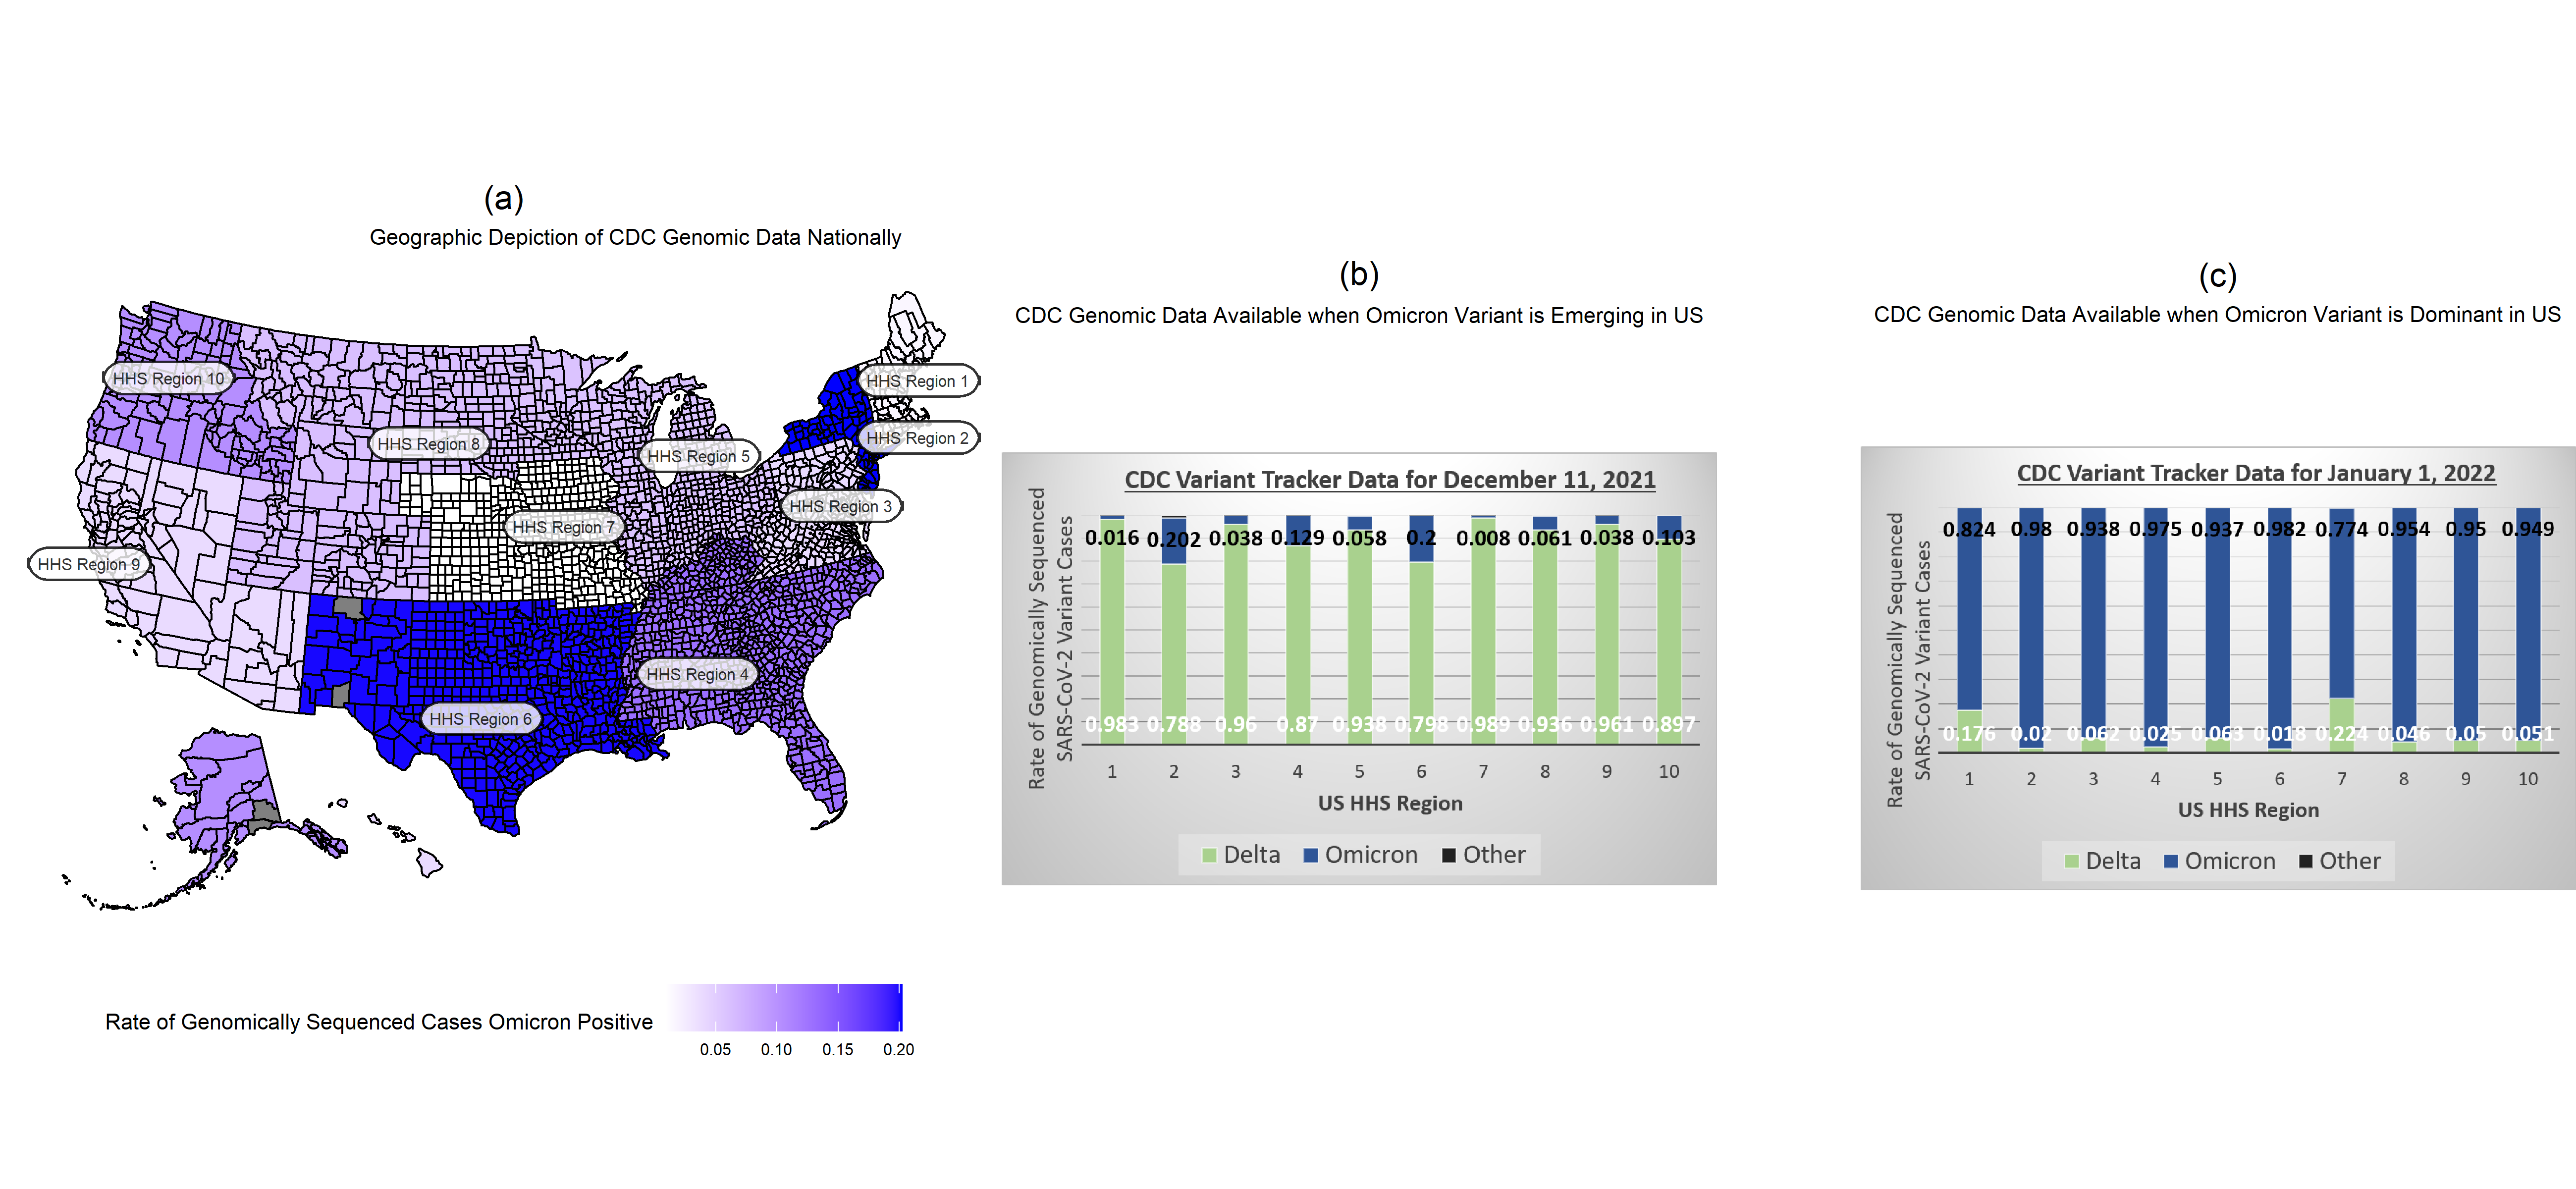 (a)
Geographic Depiction of CDC Genomic Data Nationally
HHS Region 10
HHS Region 1
HHS Region 8
HHS Region 2
HHS Region 5
HHS Region 3
HHS Region 7
HHS Region 9
HHS Region 4
HHS Region 6
Rate of Genomically Sequenced Cases Omicron Positive
0.05 0.10 0.15 0.20
(b)
CDC Genomic Data Available when Omicron Variant is Emerging in US
CDC Variant Tracker Data for December 11, 2021
Rate of Genomically Sequenced
SARS-CoV-2 Variant Cases
0.016 0.202 0.038 0.129 0.058 0.2 0.008 0.061 0.038 0.103
0.983 0.788 0.96 0.87 0.938 0.798 0.989 0.936 0.961 0.897
1 2 3 4 5 6 7 8 9 10
US HHS Region
Delta Omicron Other
(c)
CDC Genomic Data Available when Omicron Variant is Dominant in US
CDC Variant Tracker Data for January 1, 2022
Rate of Genomically Sequenced
SARS-CoV-2 Variant Cases
0.824 0.98 0.938 0.975 0.937 0.982 0.774 0.954 0.95 0.949
0.176 0.02 0.062 0.025 0.063 0.018 0.224 0.046 0.05 0.051
1 2 3 4 5 6 7 8 9 10
US HHS Region
Delta Omicron Other